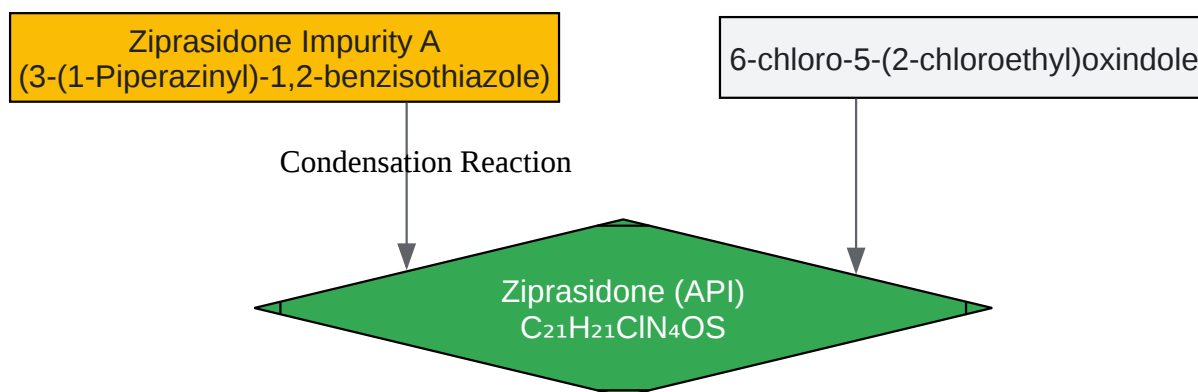 Ziprasidone Impurity A
(3-(1-Piperazinyl)-1,2-benzisothiazole)
6-chloro-5-(2-chloroethyl)oxindole
Condensation Reaction
Ziprasidone (API)
C₂₁H₂₁ClN₄OS